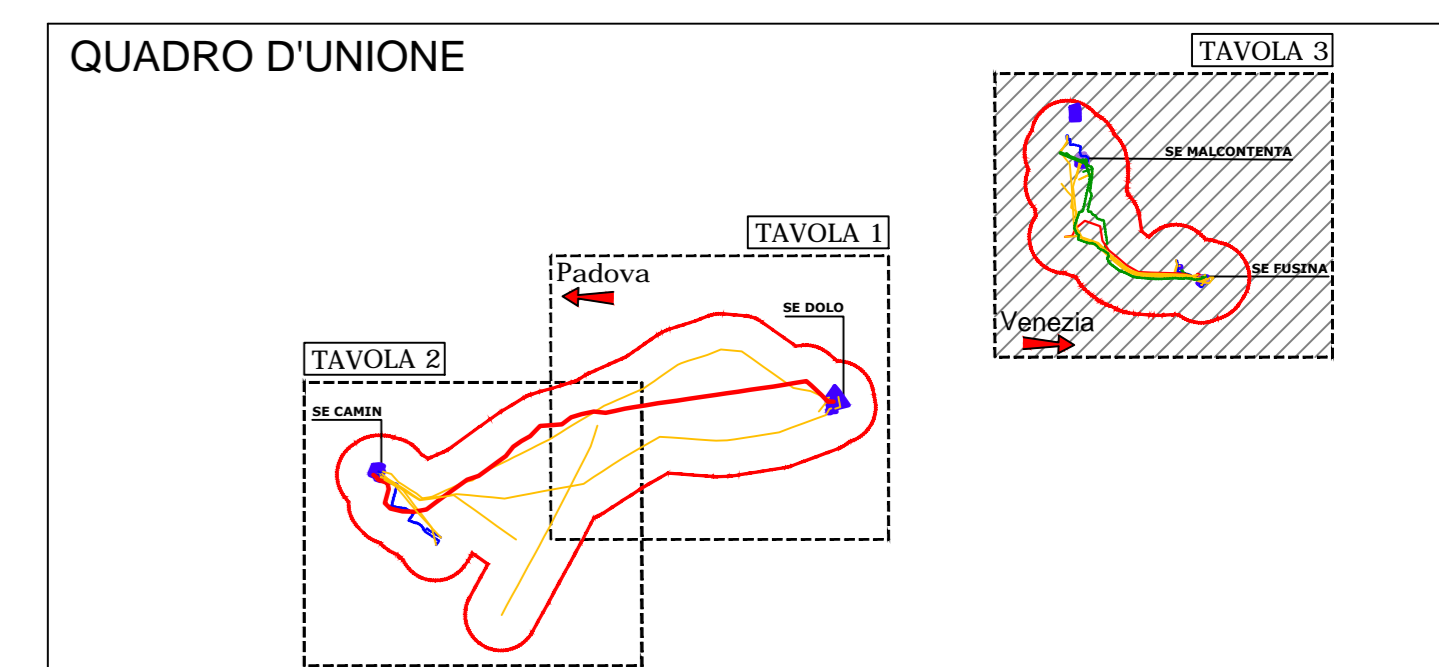 QUADRO D'UNIONE
TAVOLA 3
SE MALCONTENTA
SE FUSINA
Venezia
TAVOLA 1
Padova
SE DOLO
TAVOLA 2
SE CAMIN